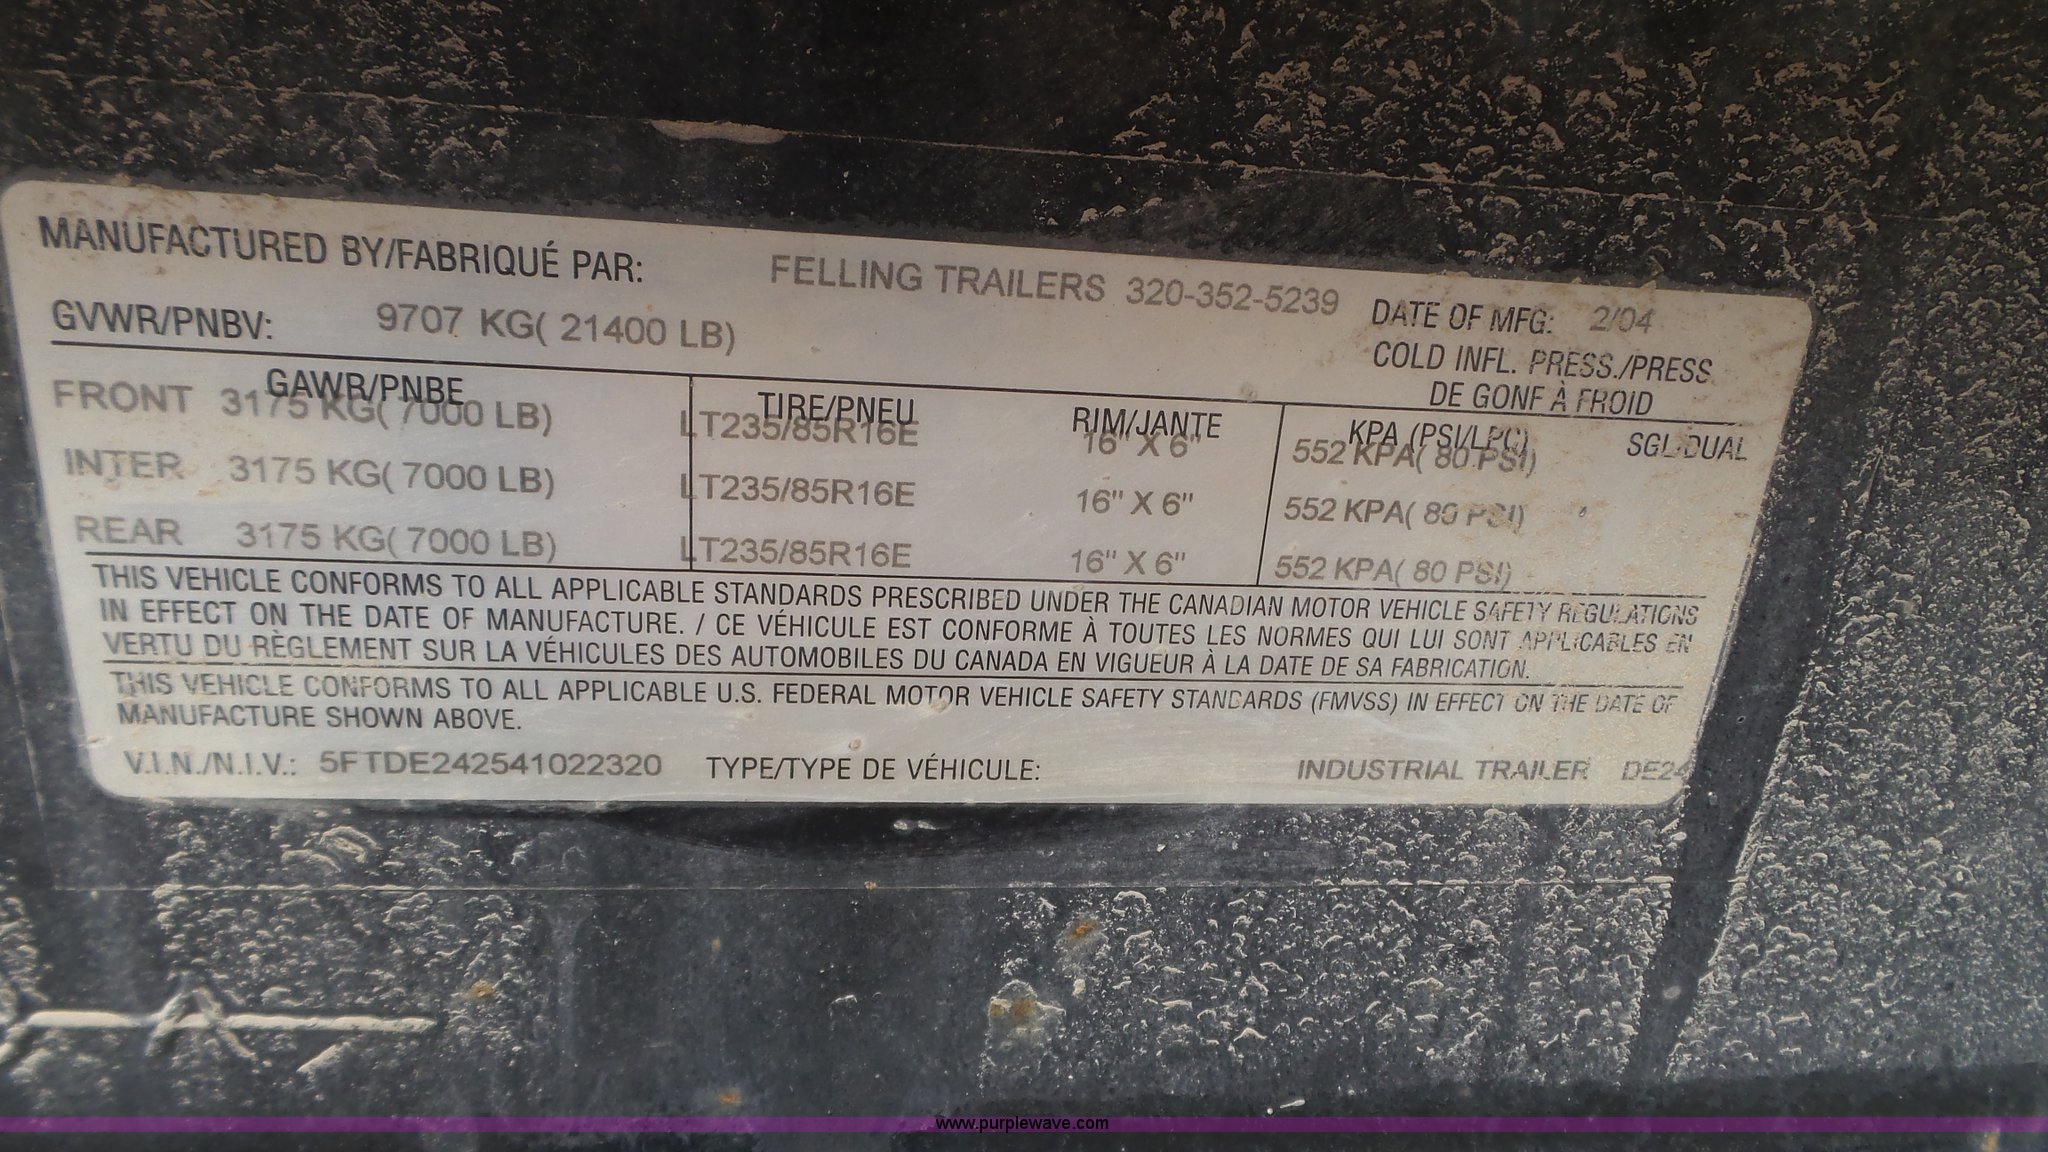 MANUFACTURED BY/FABRIQUÉ PAR: FELLING TRAILERS 320-352-5239 DATE OF MFG: 2/04
GVWR/PNBV: 9707 KG( 21400 LB) COLD INFL. PRESS./PRESS.
DE GONF À FROID
GAWR/PNBE TIRE/PNEU RIM/JANTE KPA (PSI/LPC) SGL/DUAL
FRONT 3175 KG( 7000 LB) LT235/85R16E 16" X 6" 552 KPA( 80 PSI)
INTER 3175 KG( 7000 LB) LT235/85R16E 16" X 6" 552 KPA( 80 PSI)
REAR 3175 KG( 7000 LB) LT235/85R16E 16" X 6" 552 KPA( 80 PSI)
THIS VEHICLE CONFORMS TO ALL APPLICABLE STANDARDS PRESCRIBED UNDER THE CANADIAN MOTOR VEHICLE SAFETY REGULATIONS
IN EFFECT ON THE DATE OF MANUFACTURE. / CE VÉHICULE EST CONFORME À TOUTES LES NORMES QUI LUI SONT APPLICABLES EN
VERTU DU RÈGLEMENT SUR LA VÉHICULES DES AUTOMOBILES DU CANADA EN VIGUEUR À LA DATE DE SA FABRICATION.
THIS VEHICLE CONFORMS TO ALL APPLICABLE U.S. FEDERAL MOTOR VEHICLE SAFETY STANDARDS (FMVSS) IN EFFECT ON THE DATE OF
MANUFACTURE SHOWN ABOVE.
V.I.N./N.I.V.: 5FTDE242541022320 TYPE/TYPE DE VÉHICULE: INDUSTRIAL TRAILER DE24
www.purplewave.com